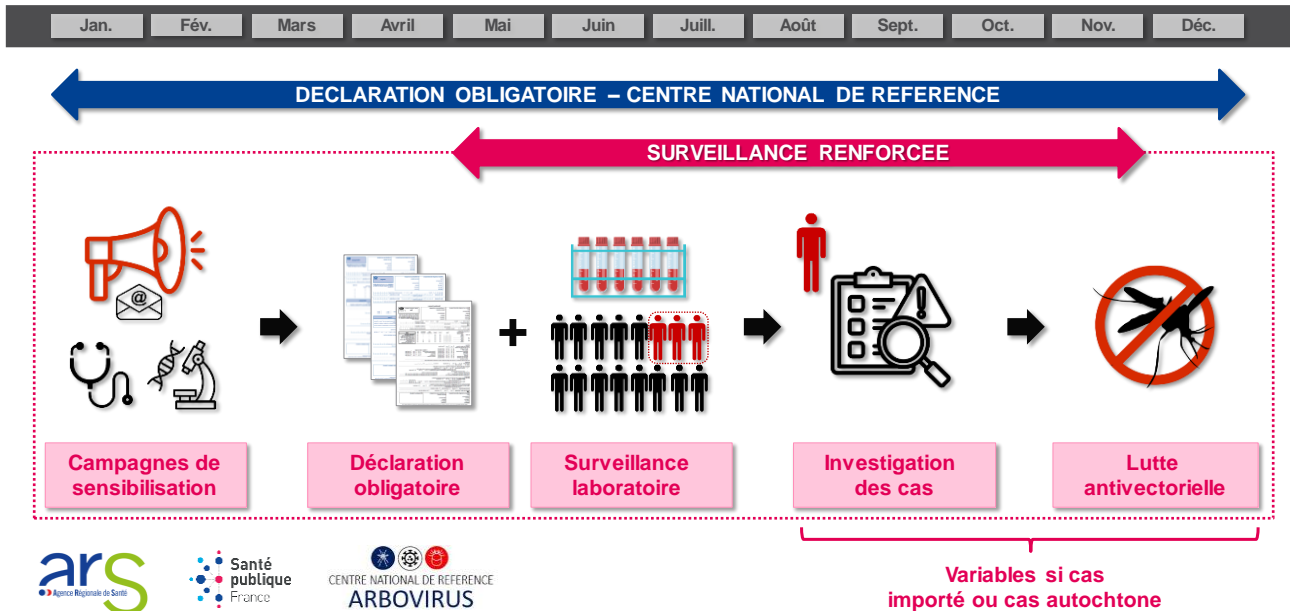 Jan. Fév. Mars Avril Mai Juin Juill. Août Sept. Oct. Nov. Déc.
DECLARATION OBLIGATOIRE – CENTRE NATIONAL DE REFERENCE
SURVEILLANCE RENFORCEE
@
+
Campagnes de
sensibilisation
Déclaration
obligatoire
Surveillance
laboratoire
Investigation
des cas
Lutte
antivectorielle
Variables si cas
importé ou cas autochtone
ars
Agence Régionale de Santé
Santé
publique
France
CENTRE NATIONAL DE REFERENCE
ARBOVIRUS